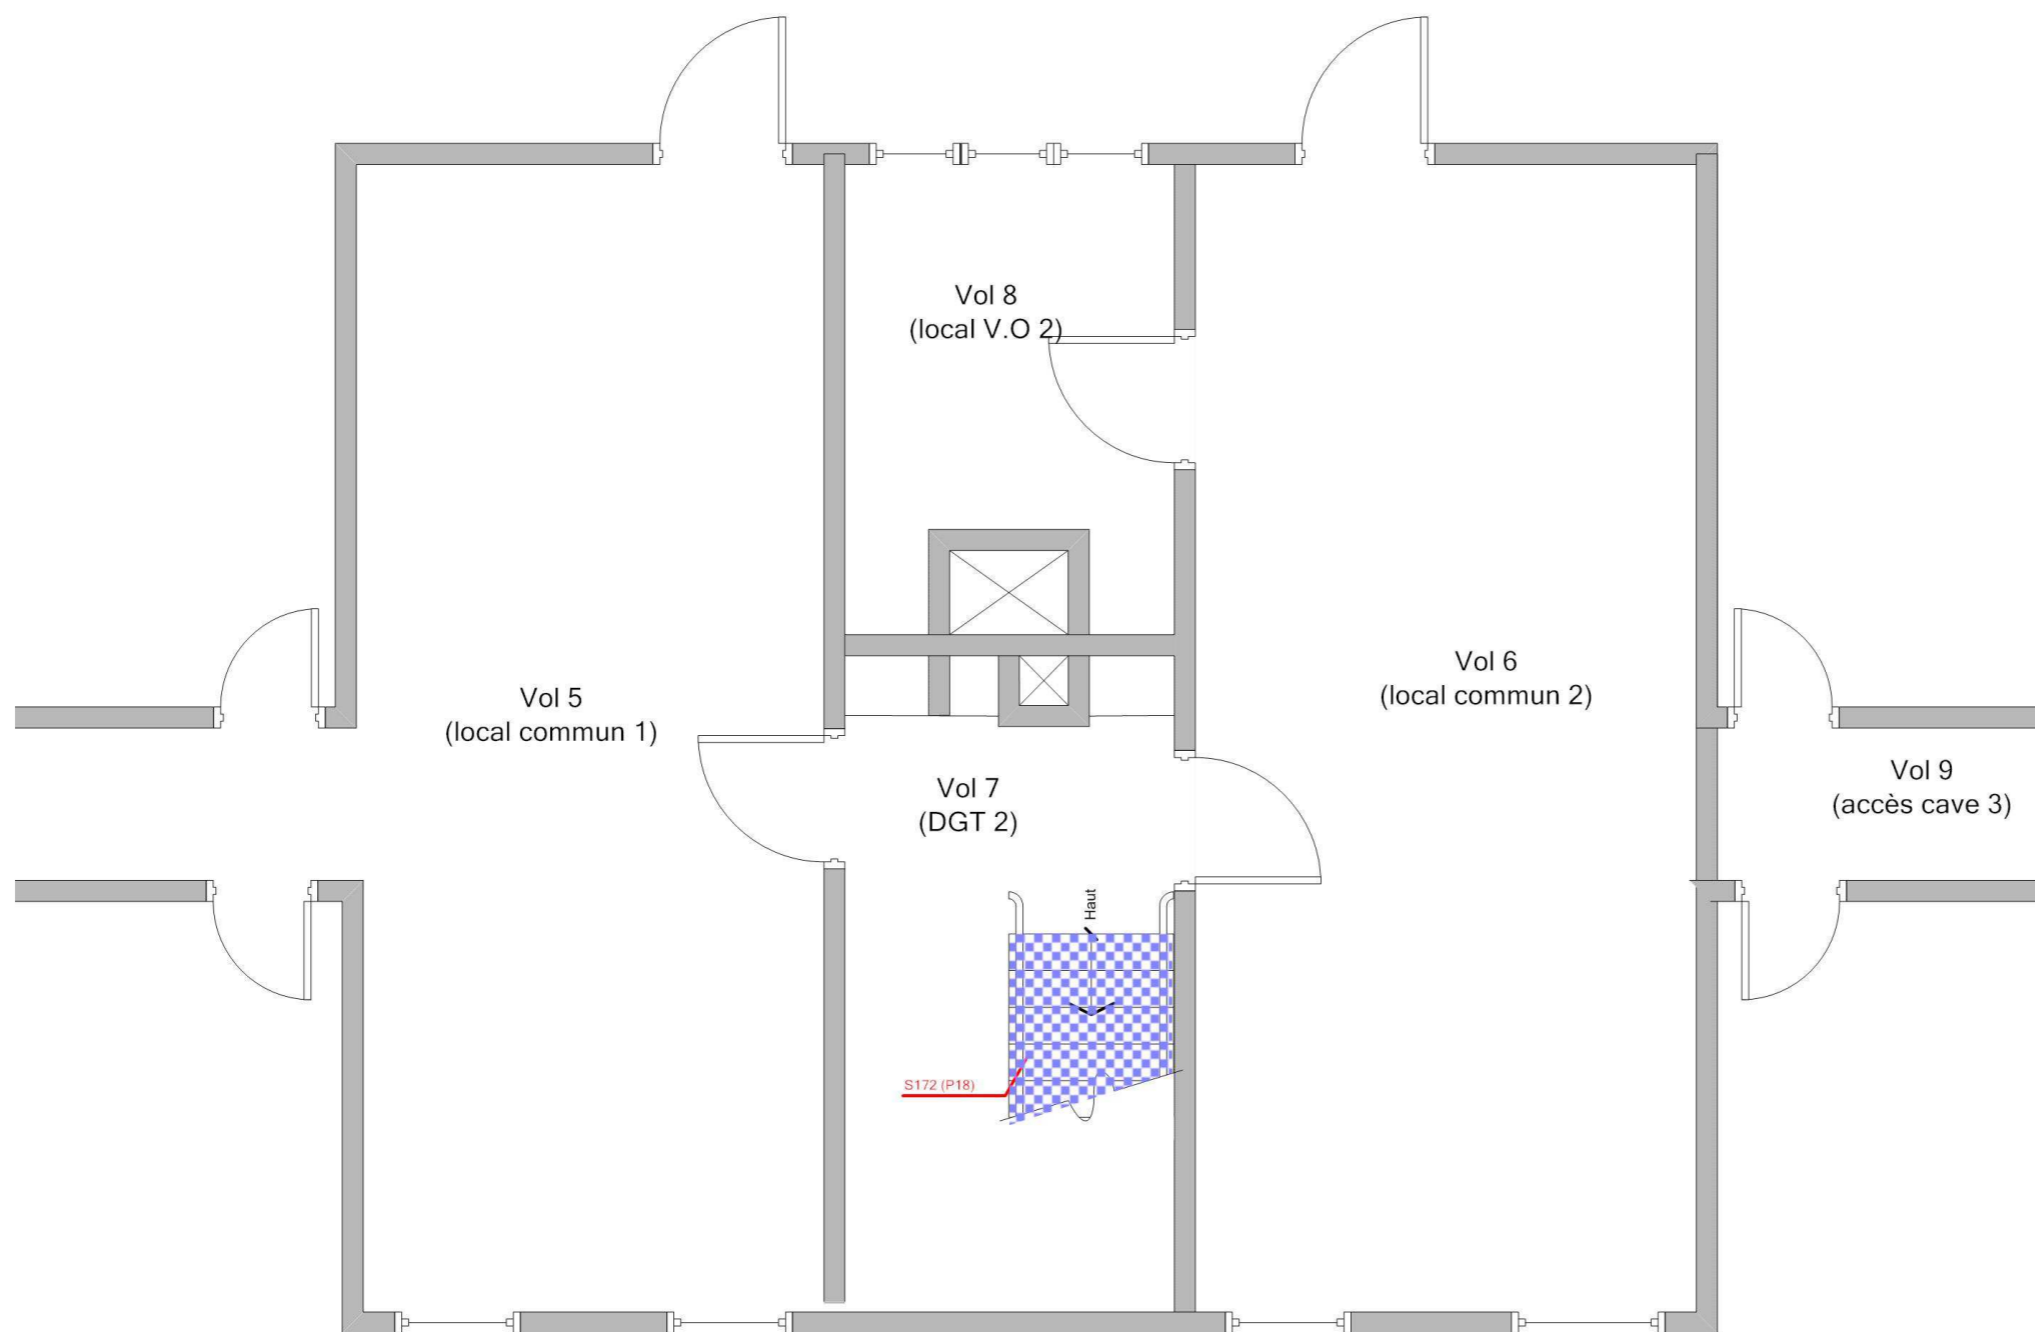 Vol 8
(local V.O 2)
Vol 5
(local commun 1)
Vol 6
(local commun 2)
Vol 7
(DGT 2)
Vol 9
(accès cave 3)
Haut
S172 (P18)